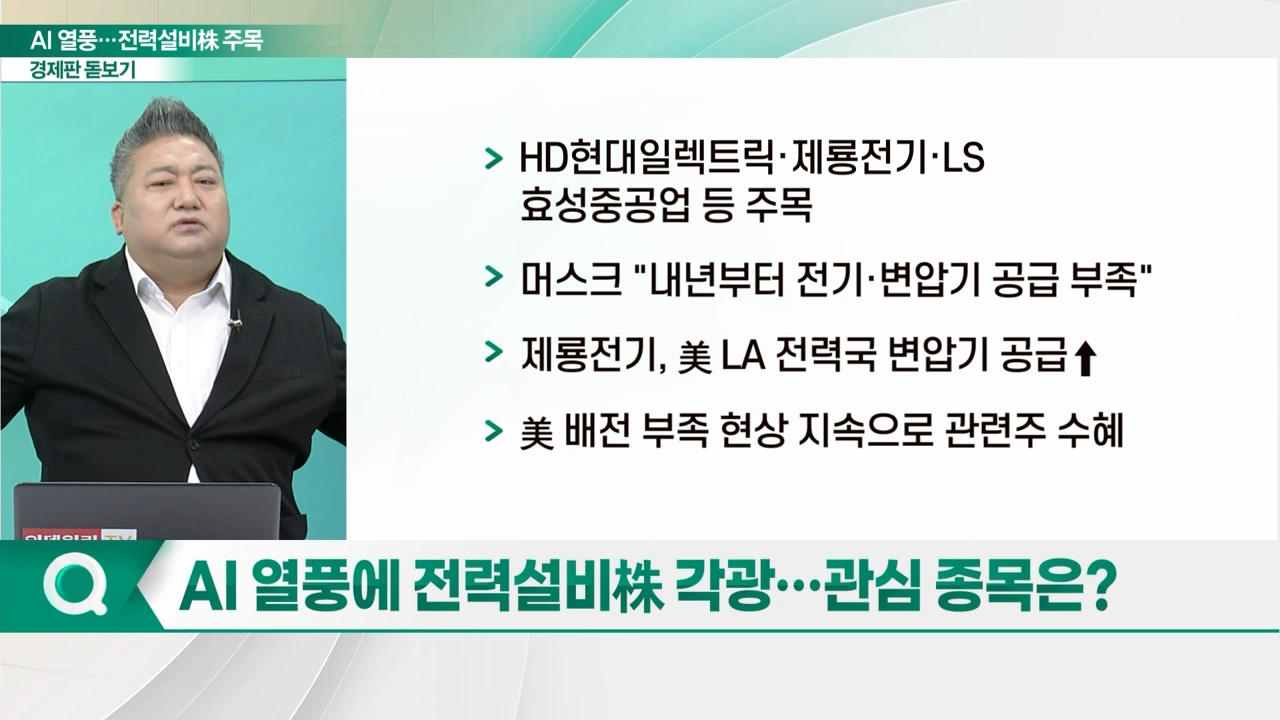 AI 열풍…전력설비株 주목
경제판 돋보기
> HD현대일렉트릭·제룡전기·LS
효성중공업 등 주목
> 머스크 "내년부터 전기·변압기 공급 부족"
> 제룡전기, 美 LA 전력국 변압기 공급↑
> 美 배전 부족 현상 지속으로 관련주 수혜
이데일리 TV
AI 열풍에 전력설비株 각광…관심 종목은?